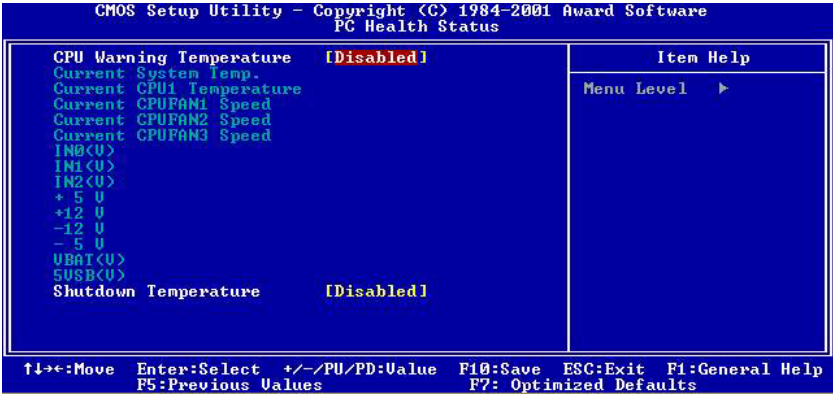 CMOS Setup Utility - Copyright (C) 1984-2001 Award Software
PC Health Status
CPU Warning Temperature [Disabled]
Current System Temp.
Current CPU1 Temperature
Current CPUFAN1 Speed
Current CPUFAN2 Speed
Current CPUFAN3 Speed
IN0(V)
IN1(V)
IN2(V)
+ 5 V
+12 V
-12 V
- 5 V
VBAT(V)
5VSB(V)
Shutdown Temperature [Disabled]
Item Help
Menu Level ▶
↑↓→←:Move Enter:Select +/-/PU/PD:Value F10:Save ESC:Exit F1:General Help
F5:Previous Values F7: Optimized Defaults